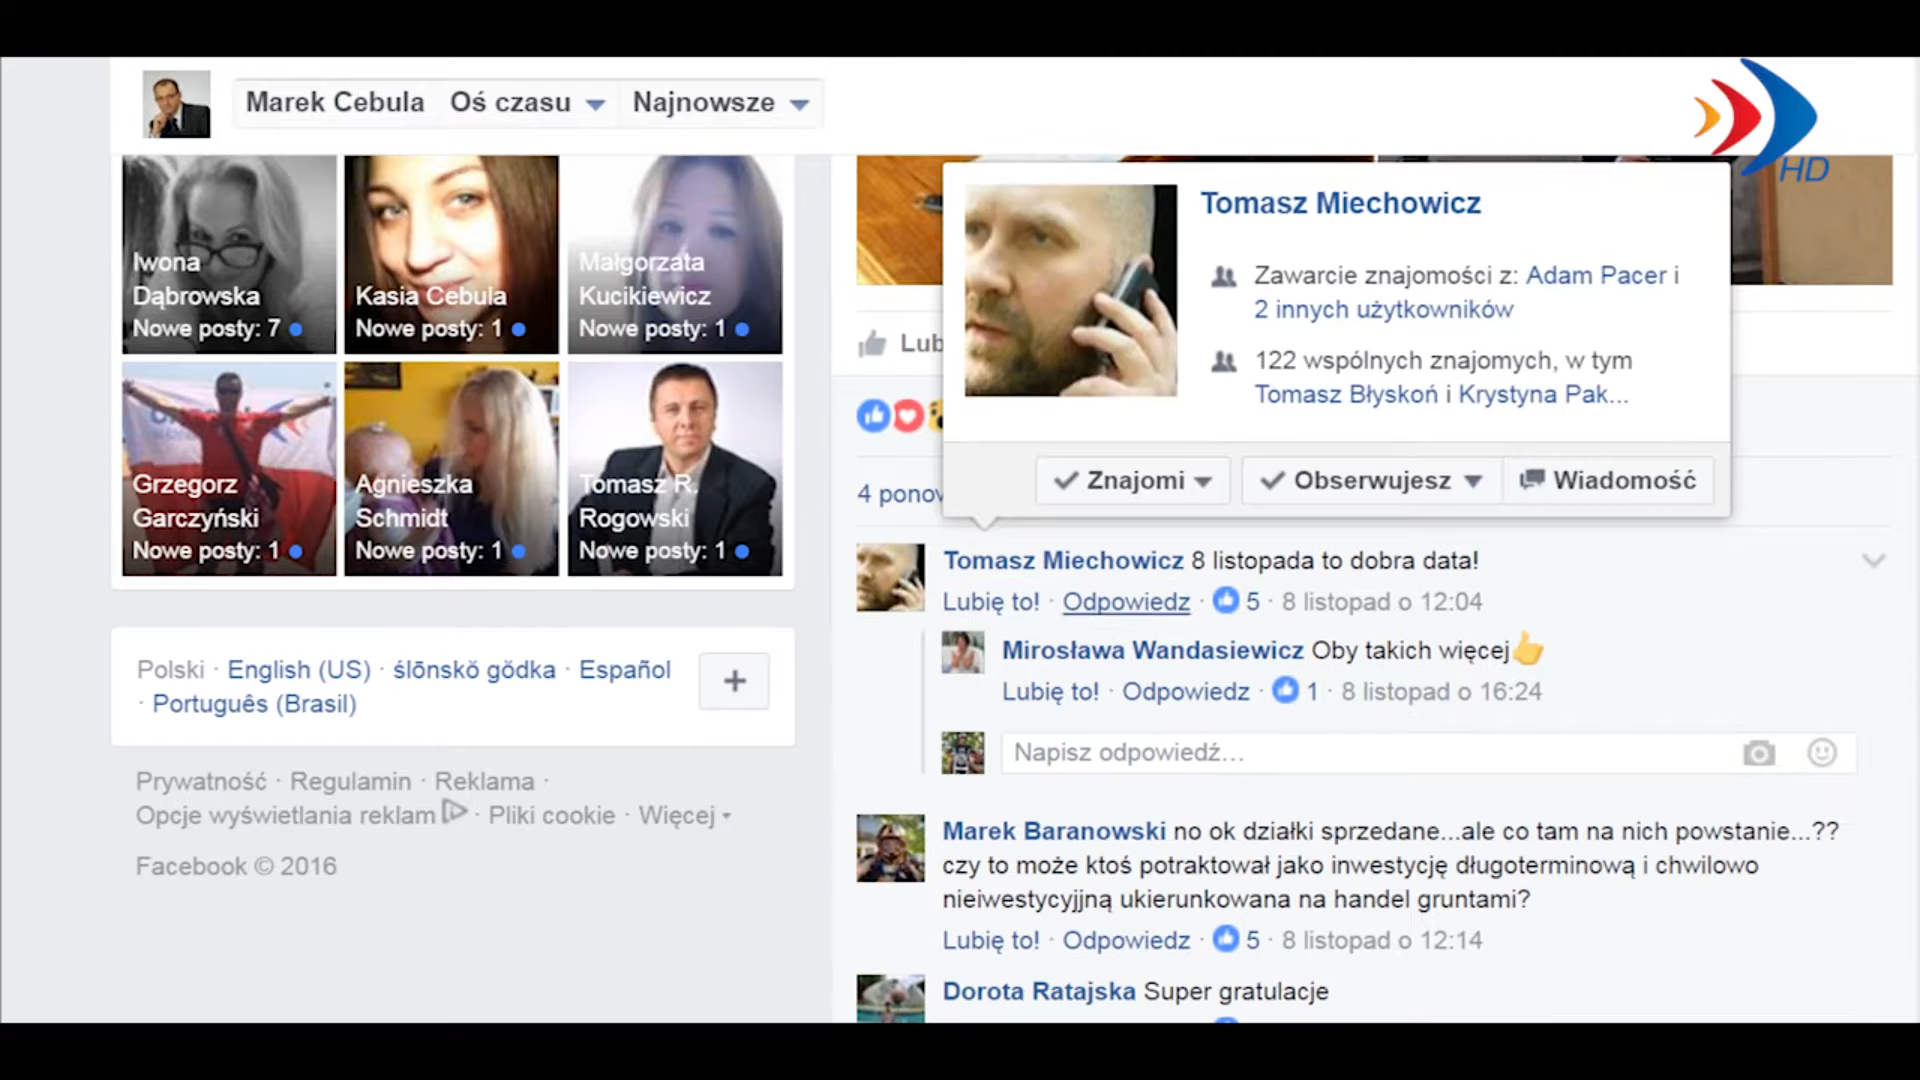 Marek Cebula Oś czasu Najnowsze
HD
Iwona
Dąbrowska
Nowe posty: 7
Kasia Cebula
Nowe posty: 1
Małgorzata
Kucikiewicz
Nowe posty: 1
Grzegorz
Garczyński
Nowe posty: 1
Agnieszka
Schmidt
Nowe posty: 1
Tomasz R.
Rogowski
Nowe posty: 1
Polski · English (US) · ślōnskŏ gŏdka · Español
· Português (Brasil)
Prywatność · Regulamin · Reklama ·
Opcje wyświetlania reklam · Pliki cookie · Więcej
Facebook © 2016
Tomasz Miechowicz
Zawarcie znajomości z: Adam Pacer i
2 innych użytkowników
122 wspólnych znajomych, w tym
Tomasz Błyskoń i Krystyna Pak...
Znajomi Obserwujesz Wiadomość
Lub
4 ponow
Tomasz Miechowicz 8 listopada to dobra data!
Lubię to! · Odpowiedz · 5 · 8 listopad o 12:04
Mirosława Wandasiewicz Oby takich więcej👍
Lubię to! · Odpowiedz · 1 · 8 listopad o 16:24
Napisz odpowiedź...
Marek Baranowski no ok działki sprzedane...ale co tam na nich powstanie...??
czy to może ktoś potraktował jako inwestycję długoterminową i chwilowo
nieiwestycyjjną ukierunkowana na handel gruntami?
Lubię to! · Odpowiedz · 5 · 8 listopad o 12:14
Dorota Ratajska Super gratulacje